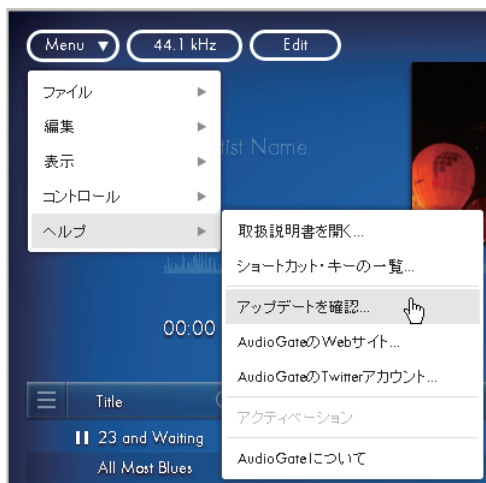 Menu ▼ 44.1 kHz Edit
ファイル
編集
表示
コントロール
ヘルプ
tist Name
取扱説明書を開く...
ショートカット・キーの一覧...
アップデートを確認...
AudioGateのWebサイト...
AudioGateのTwitterアカウント...
アクティベーション
AudioGateについて
00:00
Title
23 and Waiting
All Most Blues